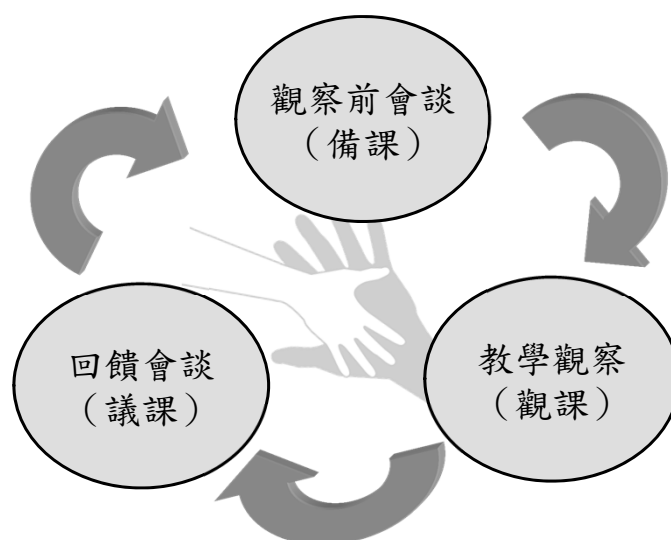 觀察前會談
（備課）
教學觀察
（觀課）
回饋會談
（議課）